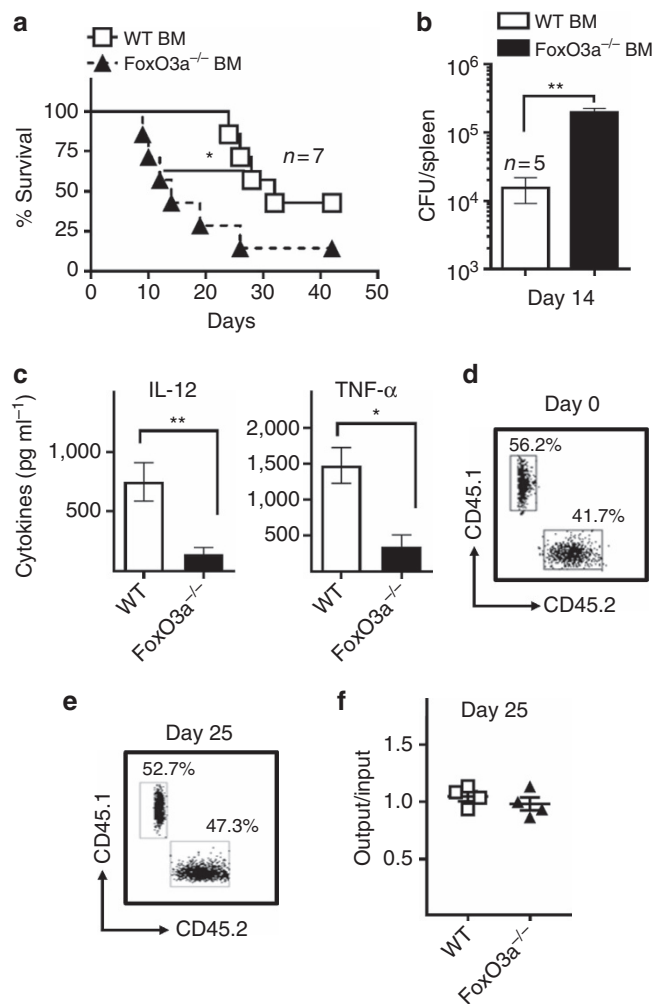 a
WT BM
FoxO3a−/− BM
% Survival
100
75
50
25
0
*
n=7
0 10 20 30 40 50
Days
b
WT BM
FoxO3a−/− BM
CFU/spleen
10⁶
10⁵
10⁴
10³
**
n=5
Day 14
c
Cytokines (pg ml⁻¹)
IL-12
1,000
500
**
WT
FoxO3a−/−
TNF-α
2,000
1,500
1,000
500
*
WT
FoxO3a−/−
d
Day 0
56.2%
41.7%
CD45.1
CD45.2
e
Day 25
52.7%
47.3%
CD45.1
CD45.2
f
Day 25
Output/input
1.5
1.0
0.5
WT
FoxO3a−/−